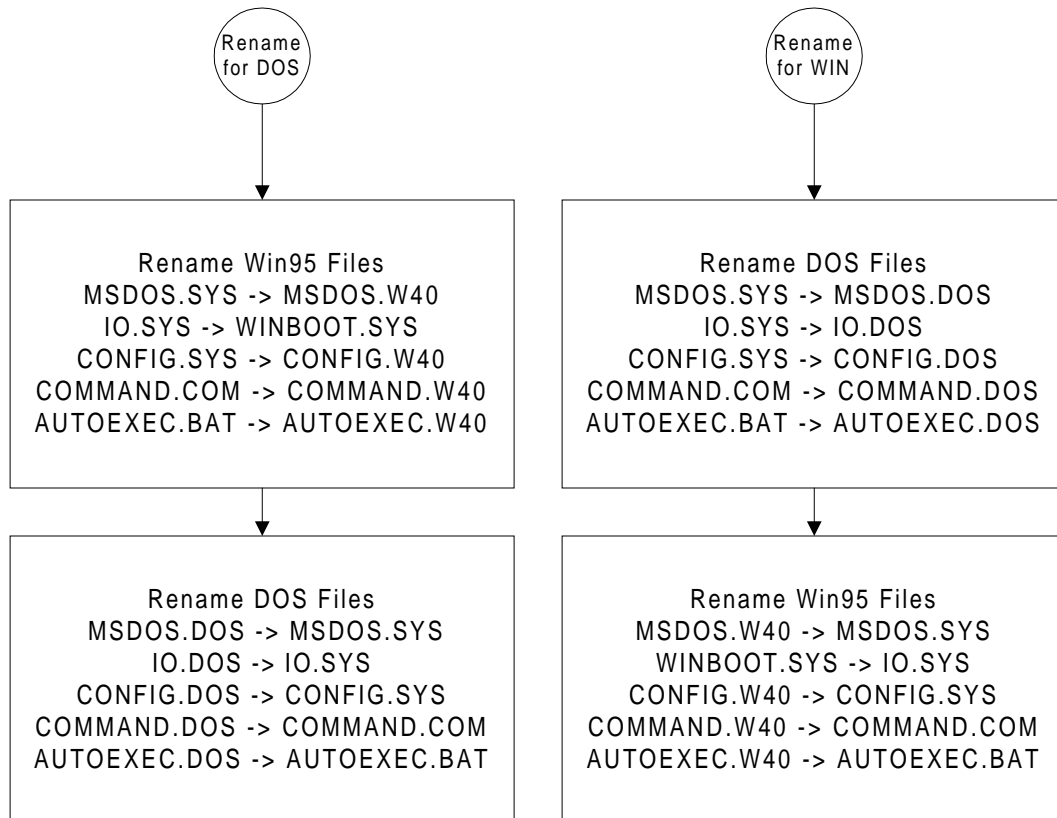 Rename
for DOS
Rename Win95 Files
MSDOS.SYS -> MSDOS.W40
IO.SYS -> WINBOOT.SYS
CONFIG.SYS -> CONFIG.W40
COMMAND.COM -> COMMAND.W40
AUTOEXEC.BAT -> AUTOEXEC.W40
Rename DOS Files
MSDOS.DOS -> MSDOS.SYS
IO.DOS -> IO.SYS
CONFIG.DOS -> CONFIG.SYS
COMMAND.DOS -> COMMAND.COM
AUTOEXEC.DOS -> AUTOEXEC.BAT
Rename
for WIN
Rename DOS Files
MSDOS.SYS -> MSDOS.DOS
IO.SYS -> IO.DOS
CONFIG.SYS -> CONFIG.DOS
COMMAND.COM -> COMMAND.DOS
AUTOEXEC.BAT -> AUTOEXEC.DOS
Rename Win95 Files
MSDOS.W40 -> MSDOS.SYS
WINBOOT.SYS -> IO.SYS
CONFIG.W40 -> CONFIG.SYS
COMMAND.W40 -> COMMAND.COM
AUTOEXEC.W40 -> AUTOEXEC.BAT